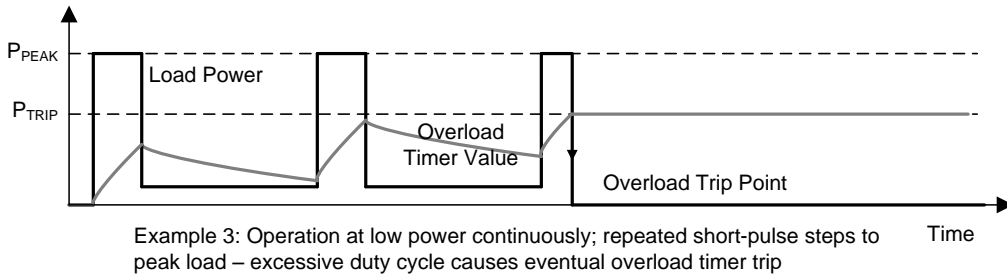 PPEAK
Load Power
PTRIP
Overload
Timer Value
Overload Trip Point
Time
Example 3: Operation at low power continuously; repeated short-pulse steps to
peak load – excessive duty cycle causes eventual overload timer trip